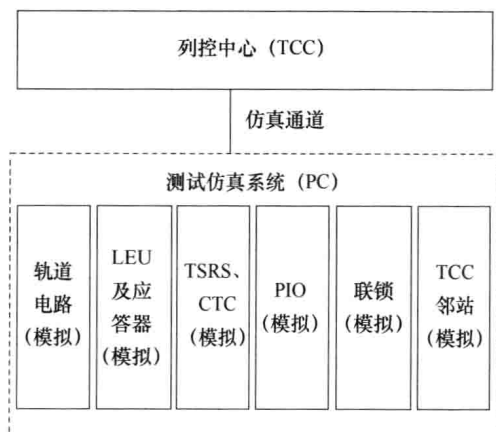 列控中心（TCC）
仿真通道
测试仿真系统（PC）
轨道
电路
（模拟）
LEU
及应
答器
（模拟）
TSRS、
CTC
（模拟）
PIO
（模拟）
联锁
（模拟）
TCC
邻站
（模拟）